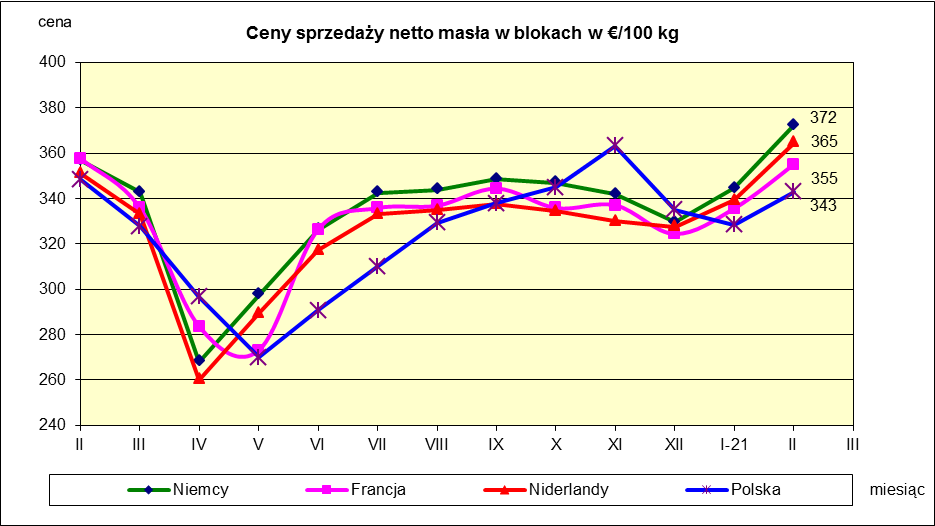 cena
Ceny sprzedaży netto masła w blokach w €/100 kg
400
380
360
340
320
300
280
260
240
372
365
355
343
II III IV V VI VII VIII IX X XI XII I-21 II III
Niemcy Francja Niderlandy Polska
miesiąc